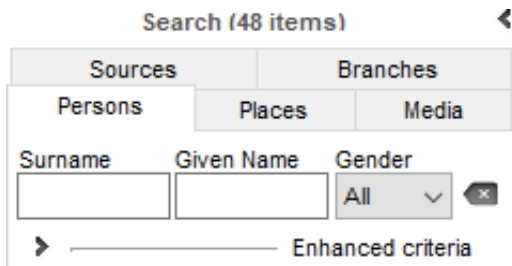 Search (48 items)
Sources Branches
Persons Places Media
Surname Given Name Gender
All
Enhanced criteria